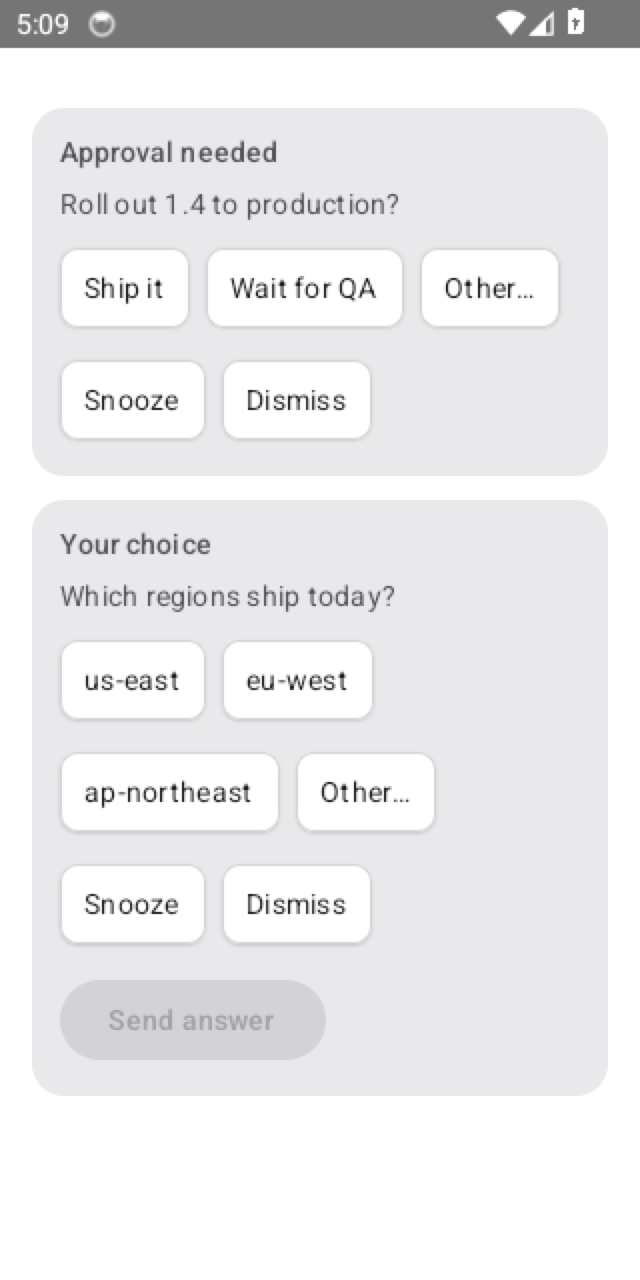 5:09
Approval needed
Roll out 1.4 to production?
Ship it Wait for QA Other…
Snooze Dismiss
Your choice
Which regions ship today?
us-east eu-west
ap-northeast Other…
Snooze Dismiss
Send answer